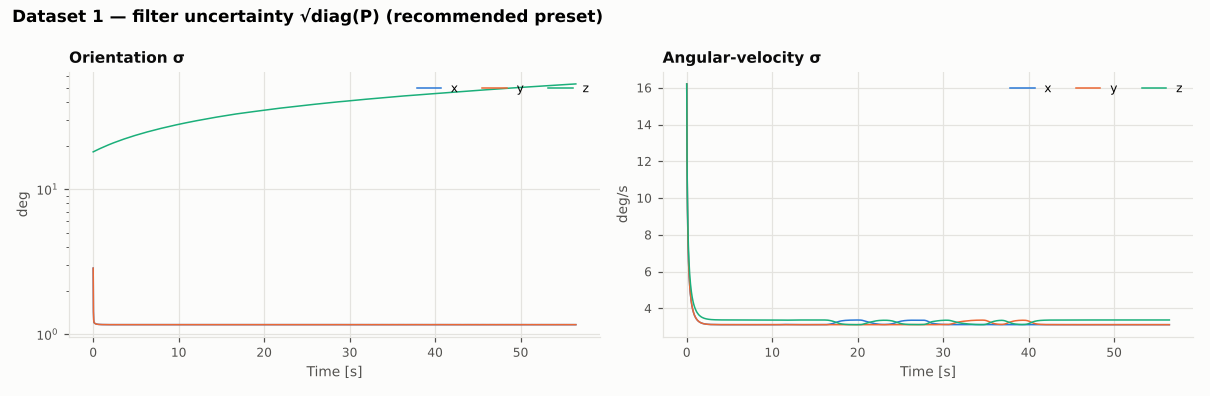 Dataset 1 — filter uncertainty √diag(P) (recommended preset)
Orientation σ
x y z
deg
10¹
10⁰
0 10 20 30 40 50
Time [s]
Angular-velocity σ
x y z
deg/s
16
14
12
10
8
6
4
0 10 20 30 40 50
Time [s]